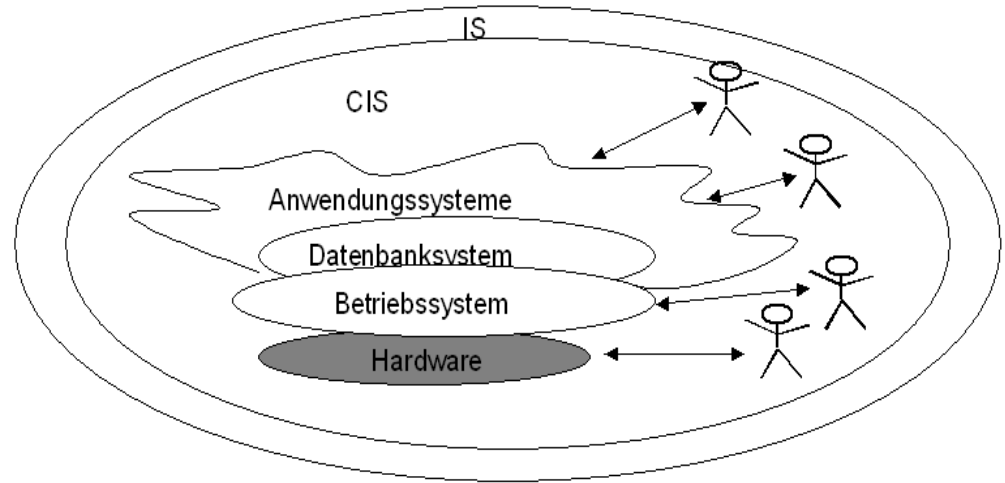 IS
CIS
Anwendungssysteme
Datenbanksystem
Betriebssystem
Hardware